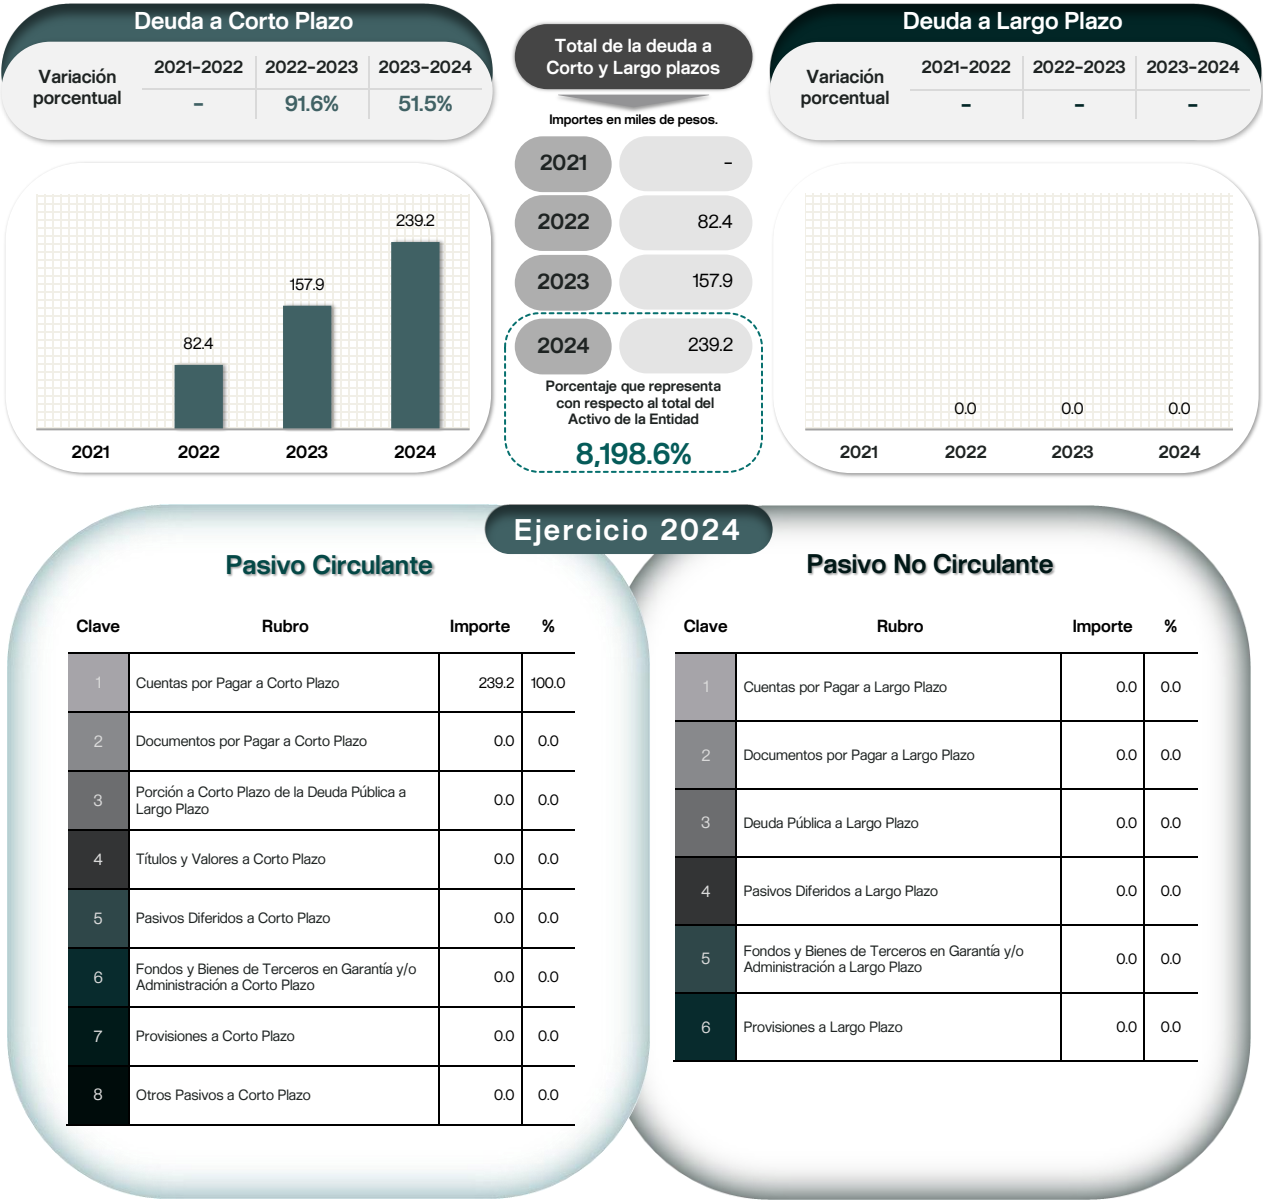 Deuda a Corto Plazo
Variación porcentual
2021-2022 2022-2023 2023-2024
- 91.6% 51.5%
239.2
157.9
82.4
2021 2022 2023 2024
Total de la deuda a
Corto y Largo plazos
Importes en miles de pesos.
2021 -
2022 82.4
2023 157.9
2024 239.2
Porcentaje que representa
con respecto al total del
Activo de la Entidad
8,198.6%
Deuda a Largo Plazo
Variación porcentual
2021-2022 2022-2023 2023-2024
- - -
0.0 0.0 0.0
2021 2022 2023 2024
Ejercicio 2024
Pasivo Circulante
Clave Rubro Importe %
1 Cuentas por Pagar a Corto Plazo 239.2 100.0
2 Documentos por Pagar a Corto Plazo 0.0 0.0
3 Porción a Corto Plazo de la Deuda Pública a
Largo Plazo 0.0 0.0
4 Títulos y Valores a Corto Plazo 0.0 0.0
5 Pasivos Diferidos a Corto Plazo 0.0 0.0
6 Fondos y Bienes de Terceros en Garantía y/o
Administración a Corto Plazo 0.0 0.0
7 Provisiones a Corto Plazo 0.0 0.0
8 Otros Pasivos a Corto Plazo 0.0 0.0
Pasivo No Circulante
Clave Rubro Importe %
1 Cuentas por Pagar a Largo Plazo 0.0 0.0
2 Documentos por Pagar a Largo Plazo 0.0 0.0
3 Deuda Pública a Largo Plazo 0.0 0.0
4 Pasivos Diferidos a Largo Plazo 0.0 0.0
5 Fondos y Bienes de Terceros en Garantía y/o
Administración a Largo Plazo 0.0 0.0
6 Provisiones a Largo Plazo 0.0 0.0